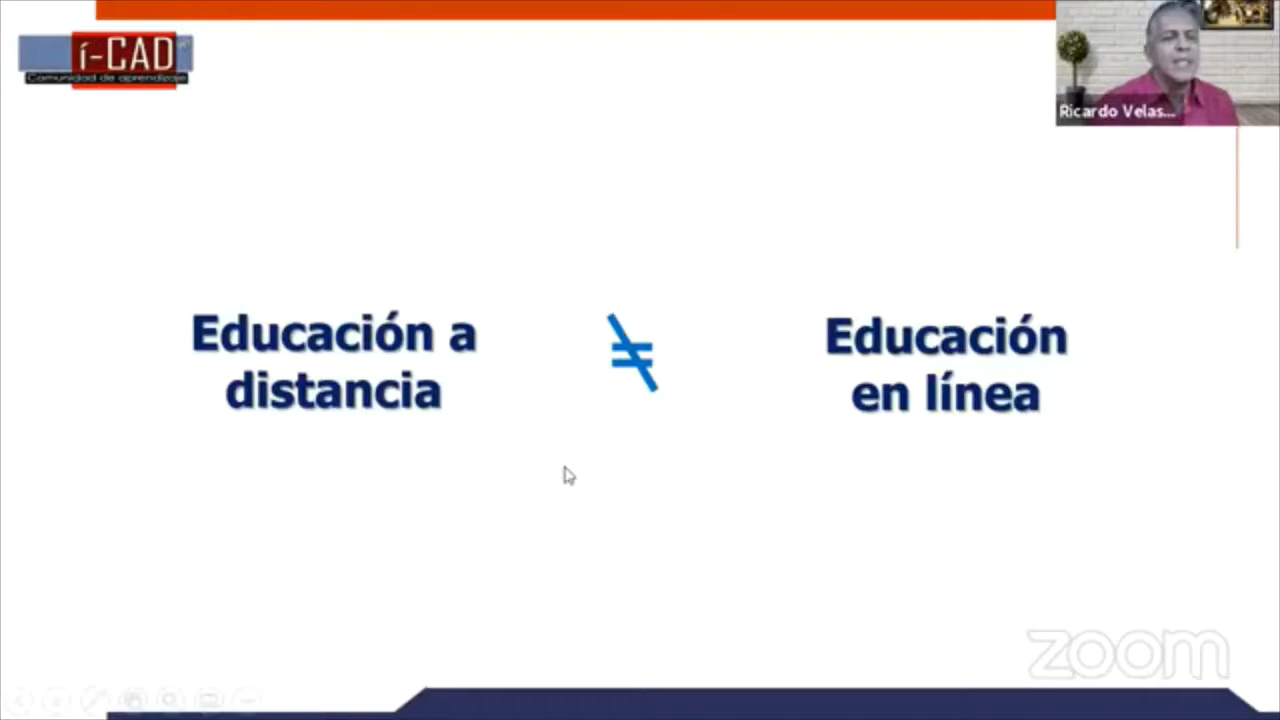 í-CAD
Comunidad de aprendizaje
Ricardo Velas...
Educación a
distancia
≠
Educación
en línea
zoom